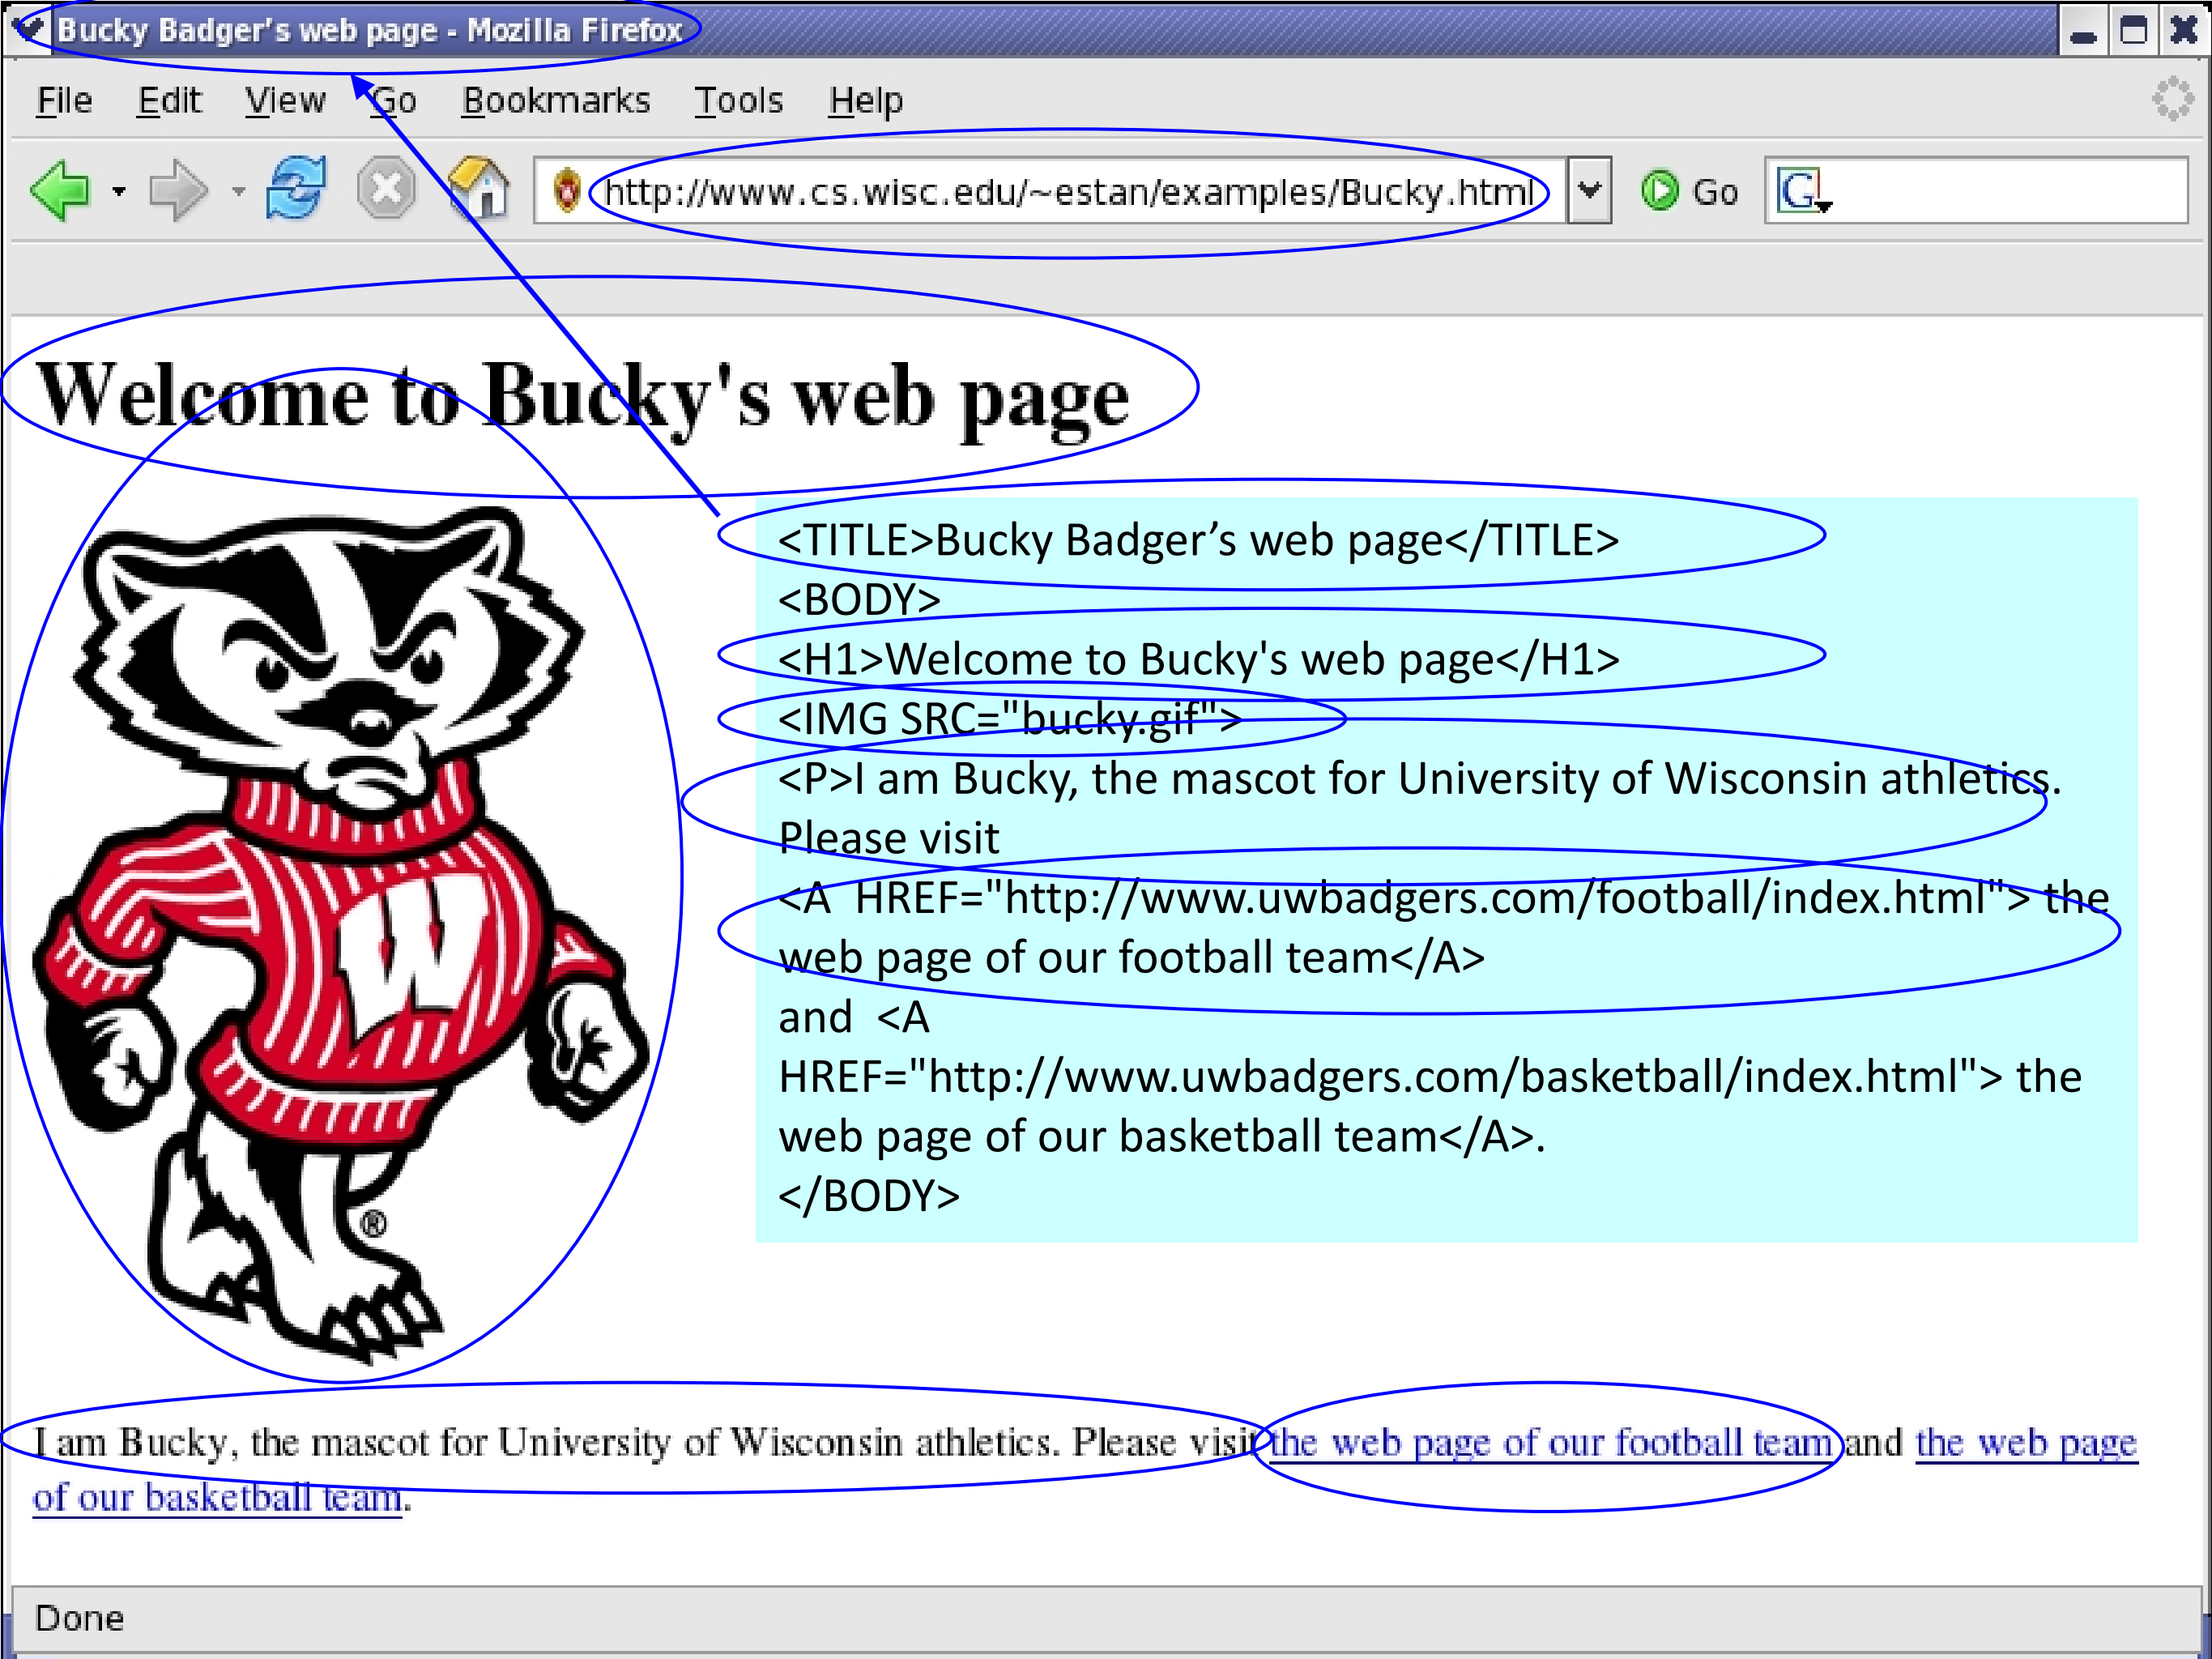 Bucky Badger's web page - Mozilla Firefox
File Edit View Go Bookmarks Tools Help
http://www.cs.wisc.edu/~estan/examples/Bucky.html
Go
G
Welcome to Bucky's web page
<TITLE>Bucky Badger’s web page</TITLE>
<BODY>
<H1>Welcome to Bucky's web page</H1>
<IMG SRC="bucky.gif">
<P>I am Bucky, the mascot for University of Wisconsin athletics.
Please visit
<A  HREF="http://www.uwbadgers.com/football/index.html"> the
web page of our football team</A>
and  <A
HREF="http://www.uwbadgers.com/basketball/index.html"> the
web page of our basketball team</A>.
</BODY>
W
®
I am Bucky, the mascot for University of Wisconsin athletics. Please visit the web page of our football team and the web page
of our basketball team.
Done